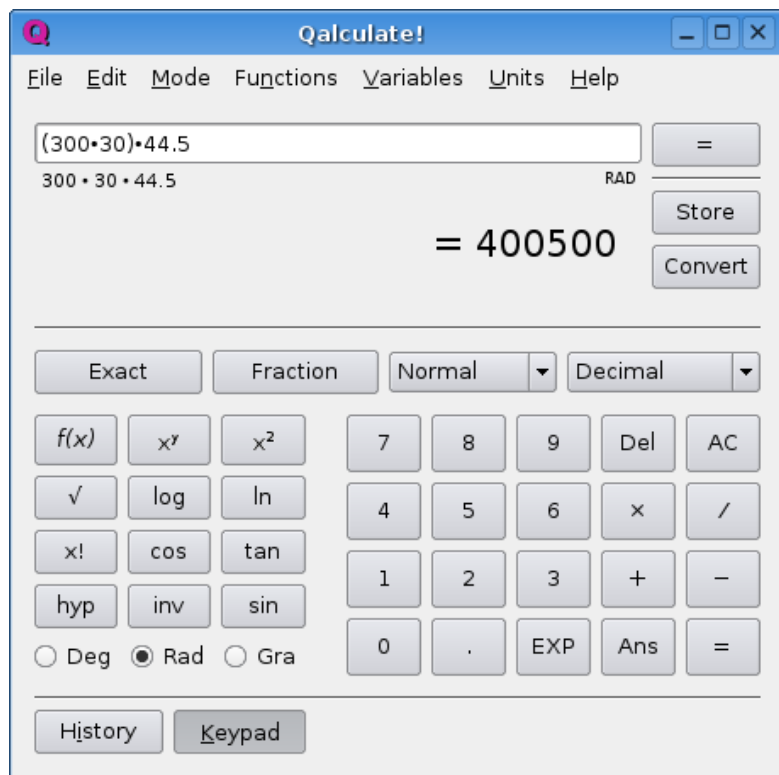 Qalculate!
File Edit Mode Functions Variables Units Help
(300•30)•44.5 =
300 • 30 • 44.5 RAD
Store
= 400500
Convert
Exact Fraction Normal Decimal
f(x) xʸ x² 7 8 9 Del AC
√ log ln 4 5 6 × /
x! cos tan 1 2 3 + −
hyp inv sin 0 . EXP Ans =
Deg Rad Gra
History Keypad